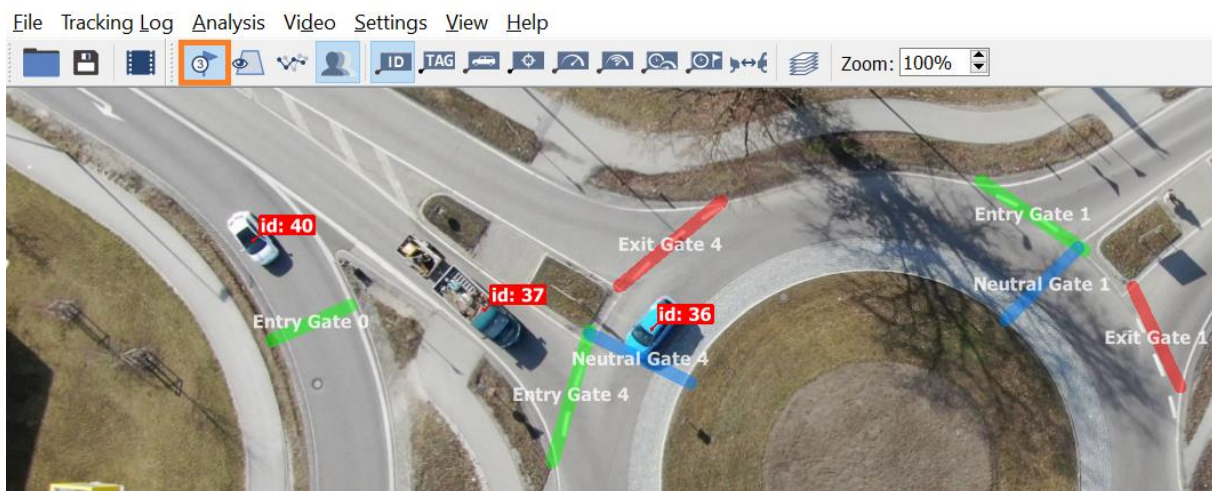 File Tracking Log Analysis Video Settings View Help
3 ID TAG Zoom: 100%
id: 40
Entry Gate 1
Exit Gate 4
Neutral Gate 1
id: 37
id: 36
Entry Gate 0
Exit Gate 1
Neutral Gate 4
Entry Gate 4